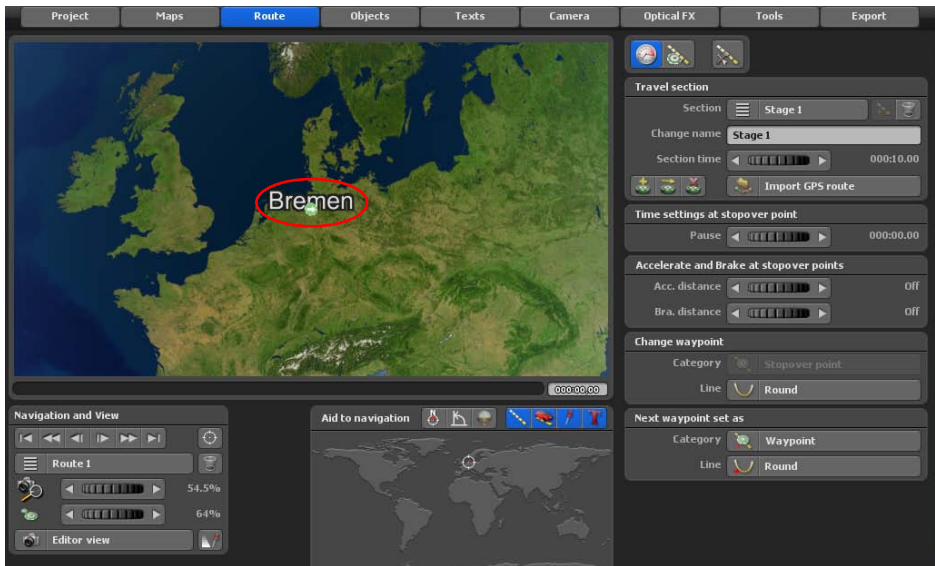 Project Maps Route Objects Texts Camera Optical FX Tools Export
Bremen
000:00.00
Travel section
Section Stage 1
Change name Stage 1
Section time 000:10.00
Import GPS route
Time settings at stopover point
Pause 000:00.00
Accelerate and Brake at stopover points
Acc. distance Off
Bra. distance Off
Change waypoint
Category Stopover point
Line Round
Next waypoint set as
Category Waypoint
Line Round
Navigation and View
Route 1
54.5%
64%
Editor view
Aid to navigation
N